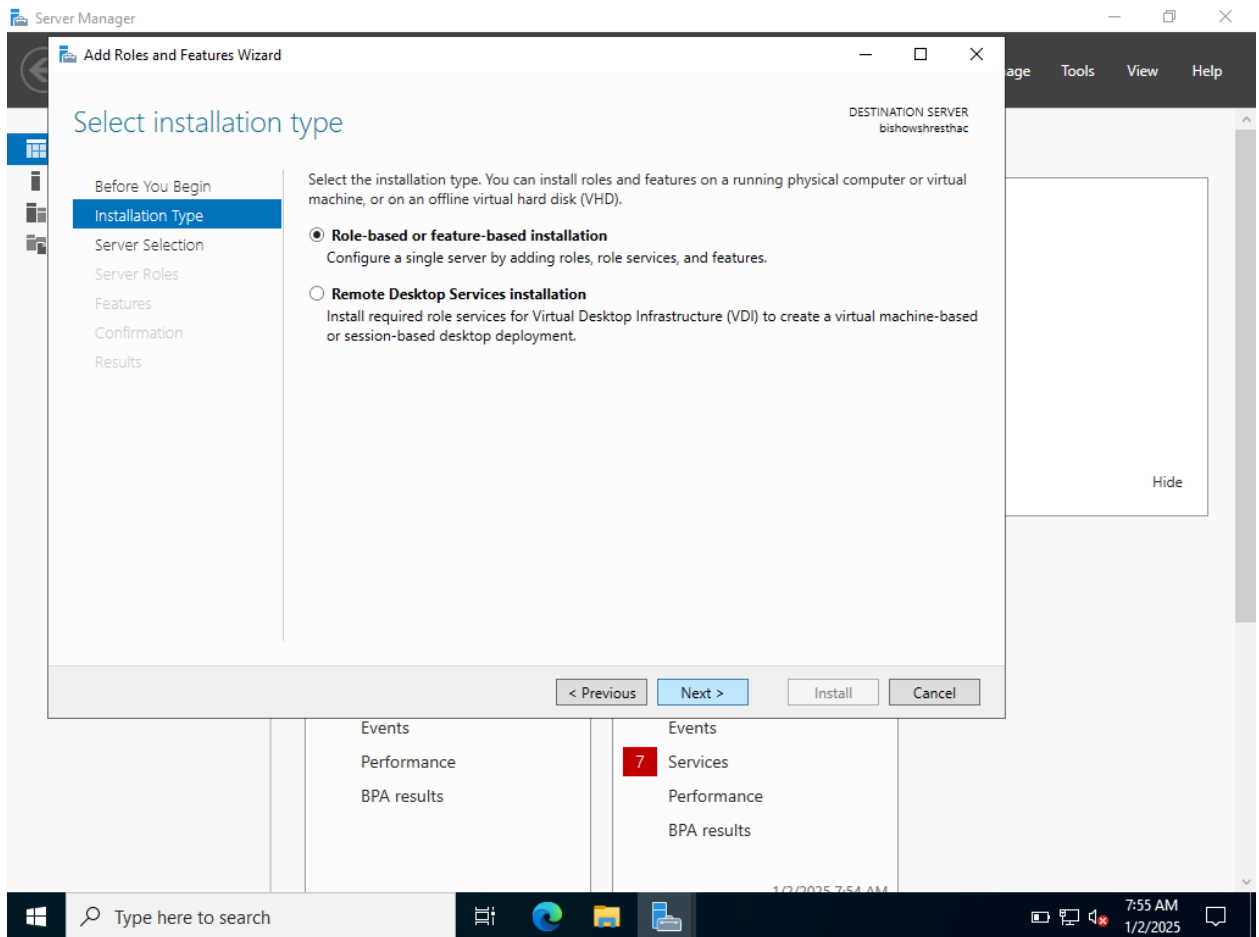 Server Manager
Add Roles and Features Wizard
age Tools View Help
Select installation type
DESTINATION SERVER
bishowshresthac
Before You Begin
Installation Type
Server Selection
Server Roles
Features
Confirmation
Results
Select the installation type. You can install roles and features on a running physical computer or virtual
machine, or on an offline virtual hard disk (VHD).
Role-based or feature-based installation
Configure a single server by adding roles, role services, and features.
Remote Desktop Services installation
Install required role services for Virtual Desktop Infrastructure (VDI) to create a virtual machine-based
or session-based desktop deployment.
Hide
< Previous Next > Install Cancel
Events
Performance
BPA results
Events
7 Services
Performance
BPA results
1/2/2025 7:54 AM
Type here to search
7:55 AM
1/2/2025